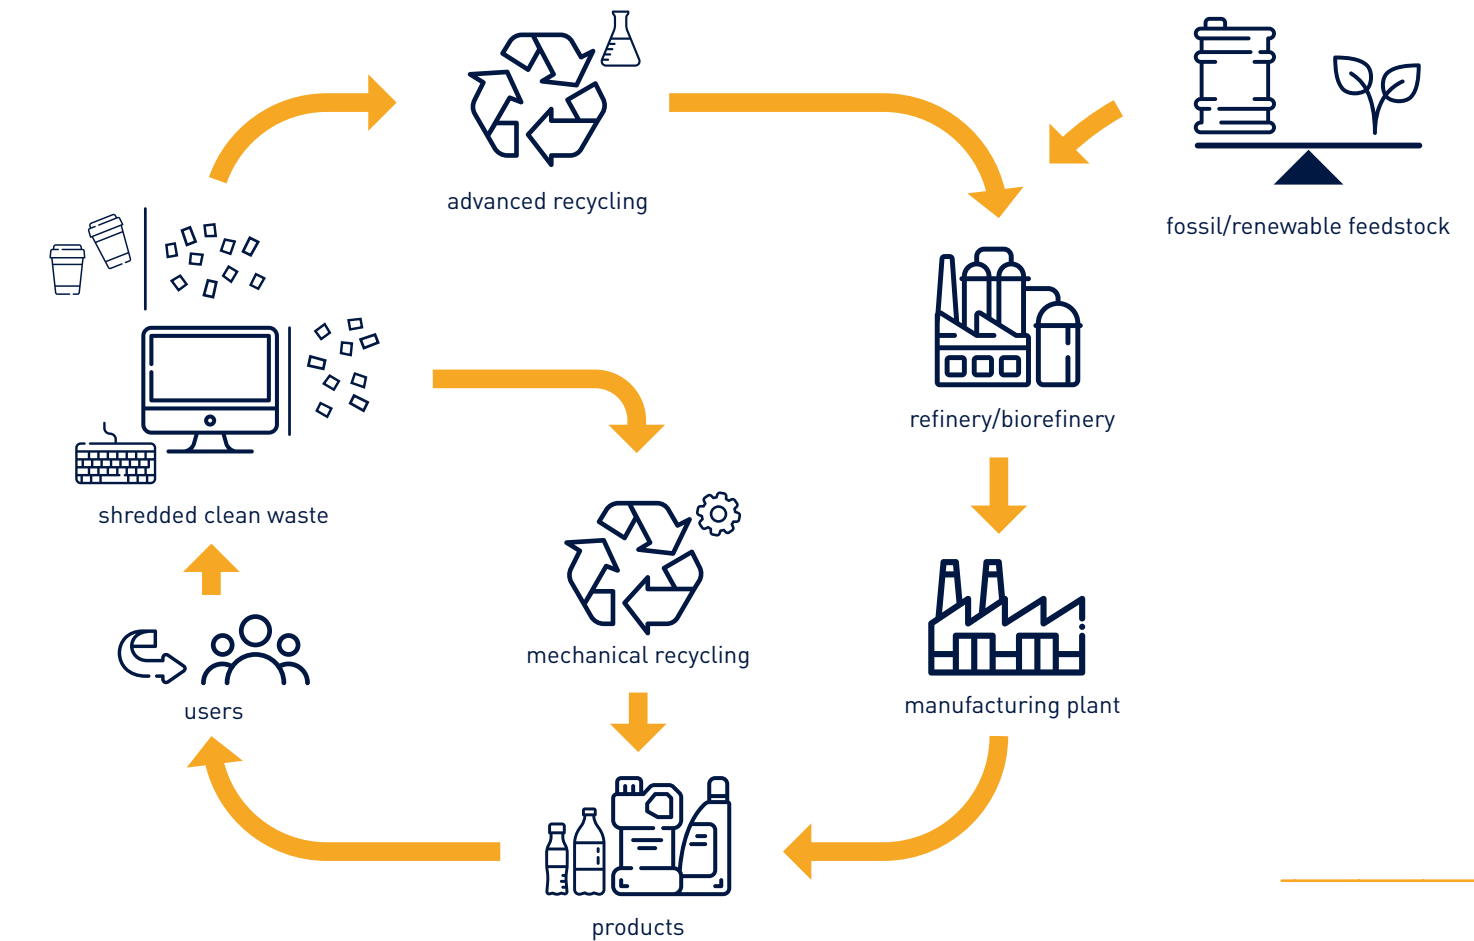 advanced recycling
fossil/renewable feedstock
refinery/biorefinery
shredded clean waste
mechanical recycling
users
manufacturing plant
products